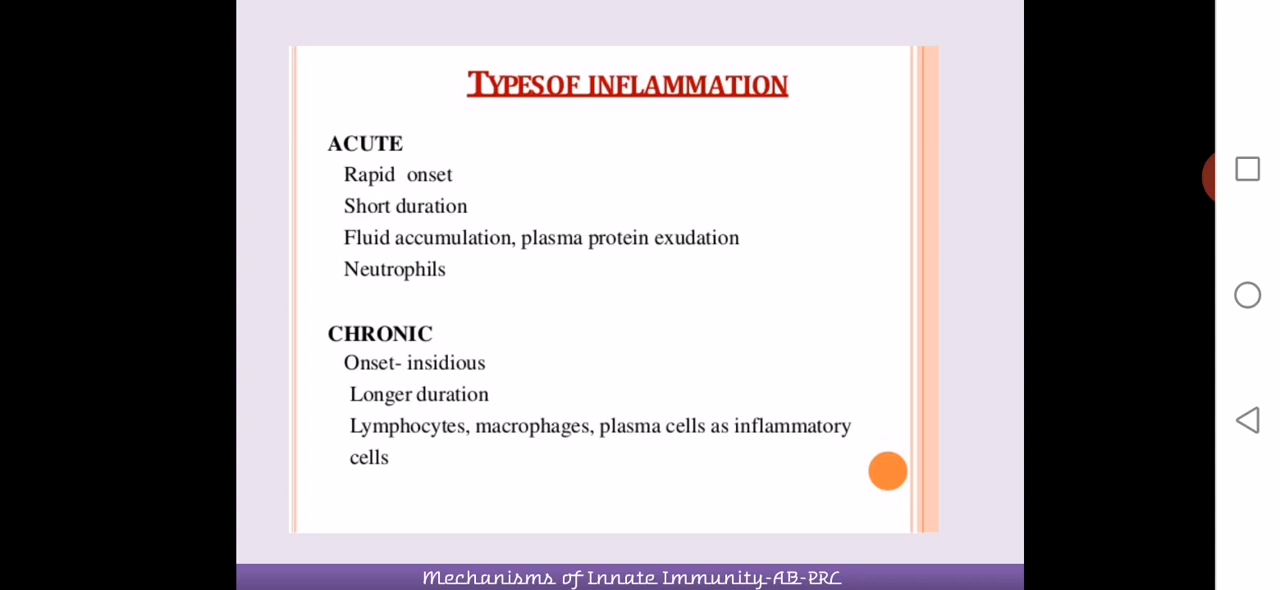 TYPESOF INFLAMMATION
ACUTE
Rapid onset
Short duration
Fluid accumulation, plasma protein exudation
Neutrophils
CHRONIC
Onset- insidious
Longer duration
Lymphocytes, macrophages, plasma cells as inflammatory
cells
Mechanisms of Innate Immunity-AB-PRC